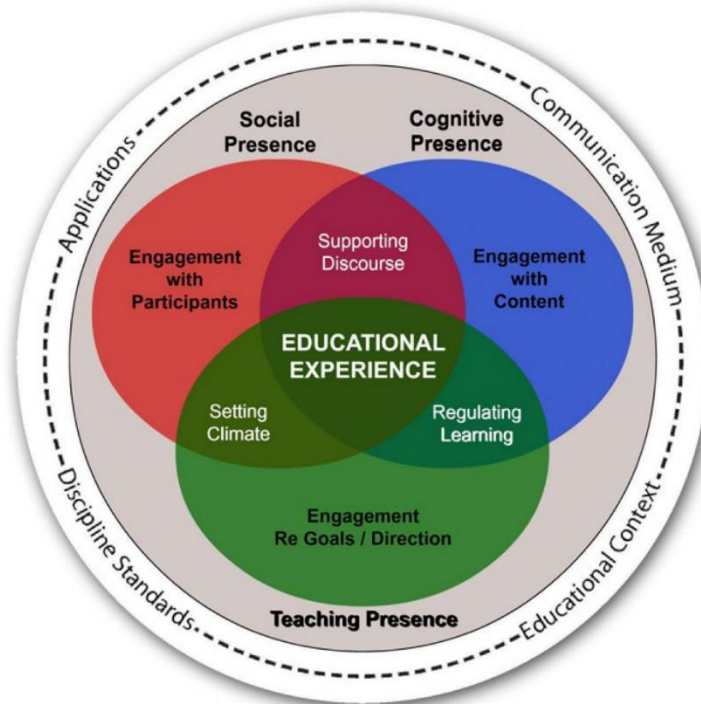 Social
Presence
Cognitive
Presence
Applications
Communication Medium
Engagement
with
Participants
Supporting
Discourse
Engagement
with
Content
EDUCATIONAL
EXPERIENCE
Setting
Climate
Regulating
Learning
Engagement
Re Goals / Direction
Discipline Standards
Educational Context
Teaching Presence